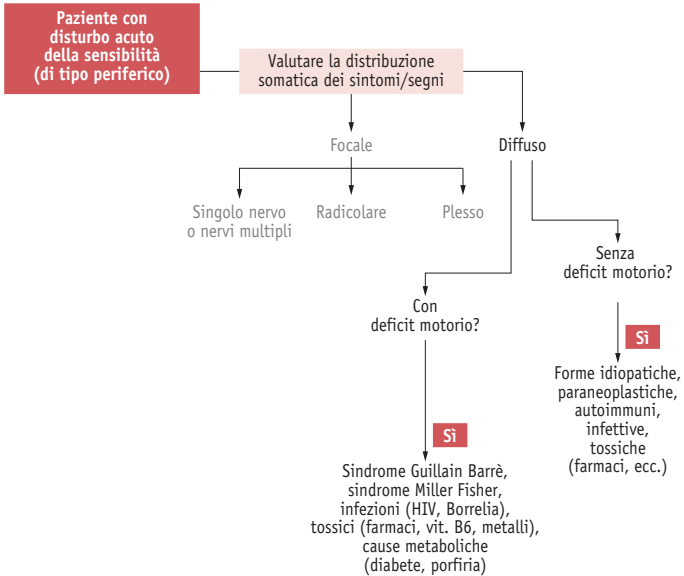 Paziente con
disturbo acuto
della sensibilità
(di tipo periferico)
Valutare la distribuzione
somatica dei sintomi/segni
Focale
Diffuso
Singolo nervo
o nervi multipli
Radicolare
Plesso
Senza
deficit motorio?
Con
deficit motorio?
Sì
Forme idiopatiche,
paraneoplastiche,
autoimmuni,
infettive,
tossiche
(farmaci, ecc.)
Sì
Sindrome Guillain Barrè,
sindrome Miller Fisher,
infezioni (HIV, Borrelia),
tossici (farmaci, vit. B6, metalli),
cause metaboliche
(diabete, porfiria)